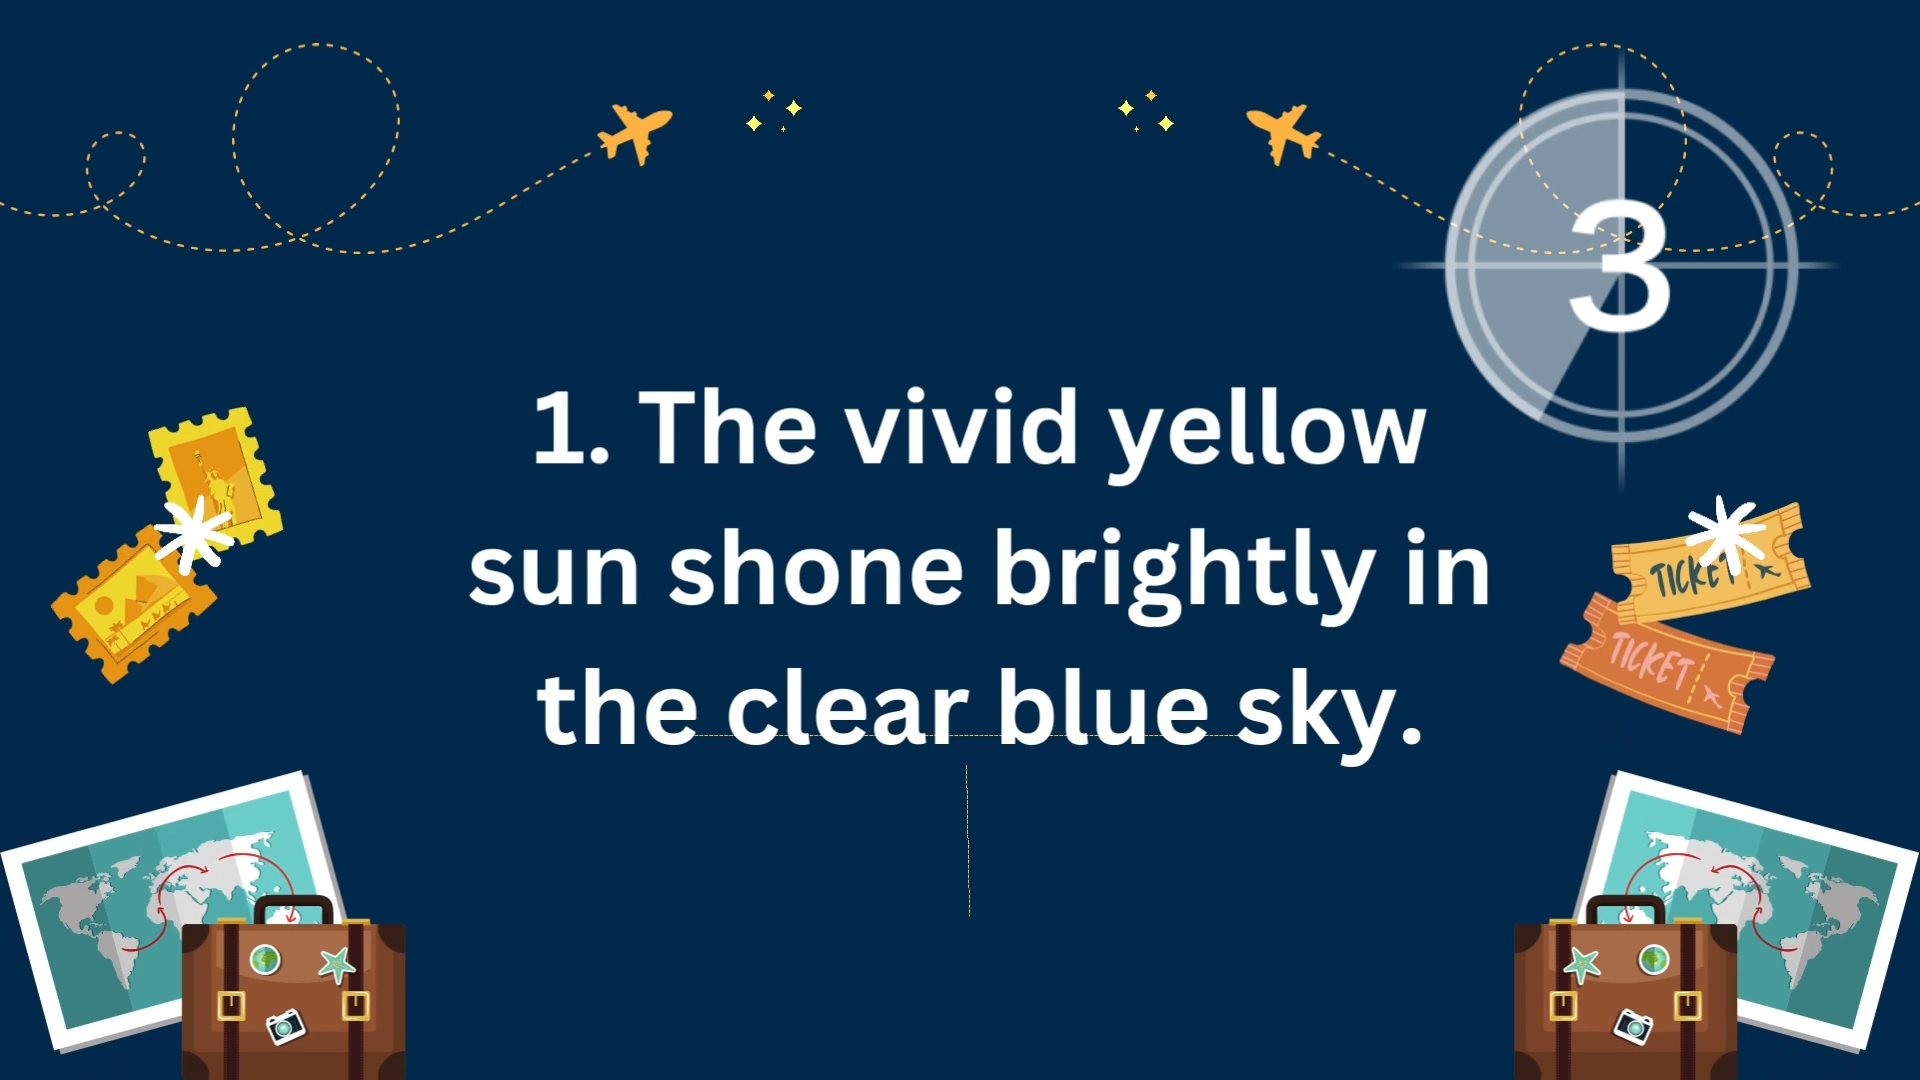 3
1. The vivid yellow
sun shone brightly in
the clear blue sky.
TICKET
TICKET